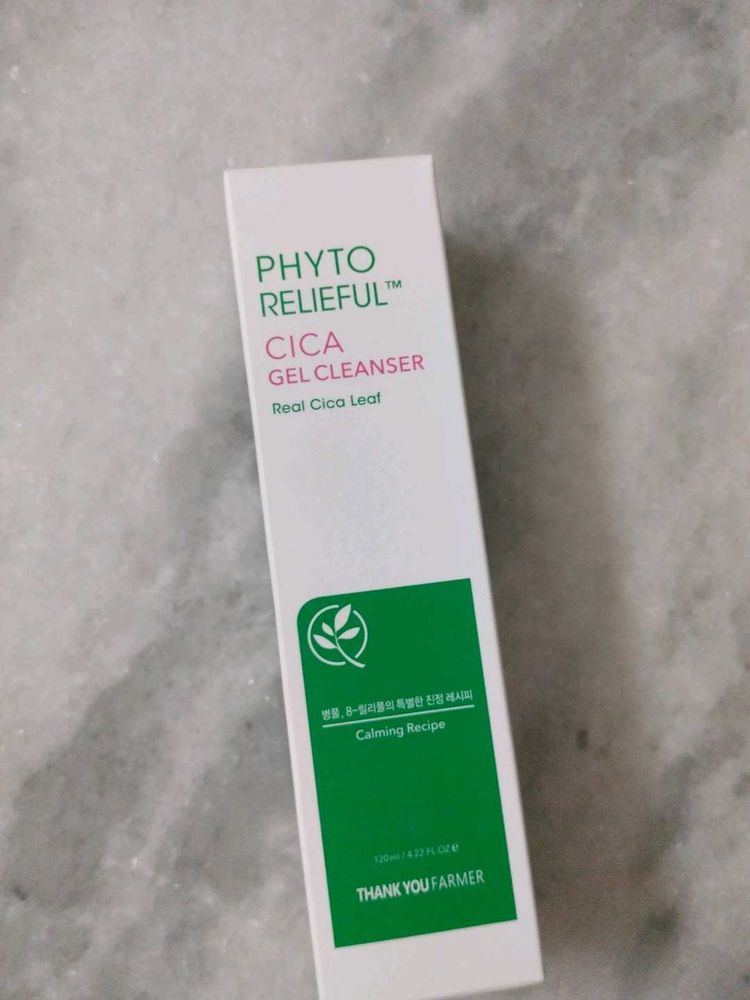 PHYTO
RELIEFUL™
CICA
GEL CLEANSER
Real Cica Leaf
병풀, 8-릴리풀의 특별한 진정 레시피
Calming Recipe
120ml / 4.22 FL.OZ ℮
THANK YOU FARMER